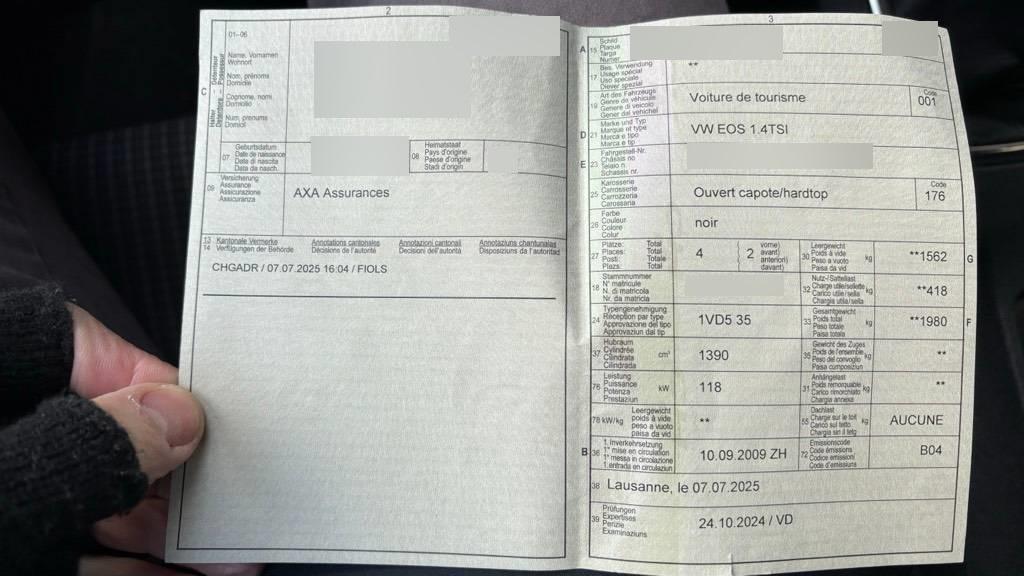 2
01-06
Name, Vornamen
Wohnort
Nom, prénoms
Domicile
Cognome, nomi
Domicilio
Num, prenums
Domicil
C
Halter Détenteur
Detentore Possessur
07
Geburtsdatum
Date de naissance
Data di nascita
Data da nasch.
08
Heimatstaat
Pays d'origine
Paese d'origine
Stadi d'origin
09
Versicherung
Assurance
Assicurazione
Assicuranza
AXA Assurances
13
14
Kantonale Vermerke
Verfügungen der Behörde
Annotations cantonales
Décisions de l'autorité
Annotazioni cantonali
Decisioni dell'autorità
Annotaziuns chantunalas
Disposiziuns da l'autoritad
CHGADR / 07.07.2025 16:04 / FIOLS
3
A 15
Schild
Plaque
Targa
Numer
17
Bes. Verwendung
Usage spécial
Uso speciale
Diever spezial
**
19
Art des Fahrzeugs
Genre de véhicule
Genere di veicolo
Gener dal vehichel
Voiture de tourisme
Code
001
D 21
Marke und Typ
Marque et type
Marca e tipo
Marca e tip
VW EOS 1.4TSI
E 23
Fahrgestell-Nr.
Châssis no
Telaio n.
Schassis nr.
25
Karosserie
Carrosserie
Carrozzeria
Carossaria
Ouvert capote/hardtop
Code
176
26
Farbe
Couleur
Colore
Colur
noir
27
Plätze: Total
Places: Total
Posti: Totale
Plazs: Total
4
2
vorne)
avant)
anteriori)
davant)
30
Leergewicht
Poids à vide
Peso a vuoto
Paisa da vid
kg
**1562
G
18
Stammnummer
N° matricule
N. di matricola
Nr. da matricla
32
Nutz-/Sattellast
Charge utile/sellette
Carico utile/sella
Chargia utila/sella
kg
**418
24
Typengenehmigung
Réception par type
Approvazione del tipo
Approvaziun dal tip
1VD5 35
33
Gesamtgewicht
Poids total
Peso totale
Paisa totala
kg
**1980
F
37
Hubraum
Cylindrée
Cilindrata
Cilindrada
cm³
1390
35
Gewicht des Zuges
Poids de l'ensemble
Peso del convoglio
Paisa cumposiziun
kg
**
76
Leistung
Puissance
Potenza
Prestaziun
kW
118
31
Anhängelast
Poids remorquable
Carico rimorchiato
Chargia annexa
kg
**
78 kW/kg
Leergewicht
poids à vide
peso a vuoto
paisa da vid
**
55
Dachlast
Charge sur le toit
Carico sul tetto
Chargia sin il tetg
kg
AUCUNE
B 36
1. Inverkehrsetzung
1re mise en circulation
1a messa in circolazione
1. entrada en circulaziun
10.09.2009 ZH
72
Emissionscode
Code émissions
Codice emissioni
Code d'emissiuns
B04
38
Lausanne, le 07.07.2025
39
Prüfungen
Expertises
Perizie
Examinaziuns
24.10.2024 / VD